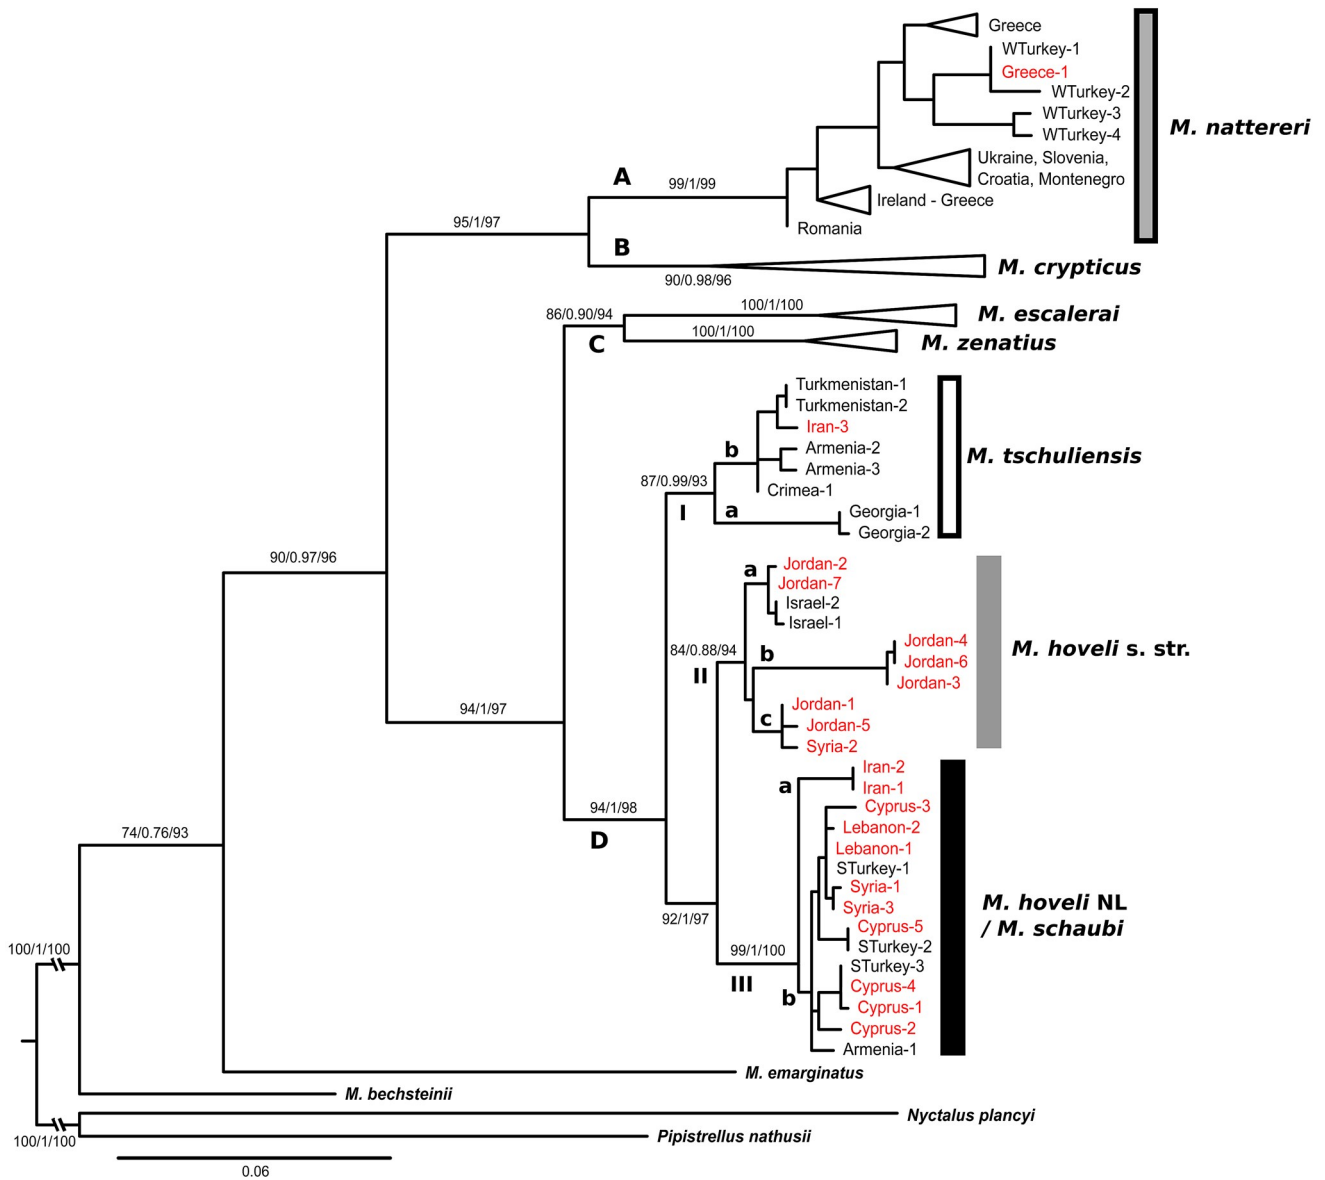 Greece
WTurkey-1
Greece-1
WTurkey-2
WTurkey-3
WTurkey-4
M. nattereri
Ukraine, Slovenia,
Croatia, Montenegro
A
99/1/99
Ireland - Greece
95/1/97
Romania
B
M. crypticus
90/0.98/96
100/1/100
86/0.90/94
M. escalerai
100/1/100
C
M. zenatius
Turkmenistan-1
Turkmenistan-2
Iran-3
b
Armenia-2
M. tschuliensis
Armenia-3
87/0.99/93
Crimea-1
I
a
Georgia-1
Georgia-2
90/0.97/96
a
Jordan-2
Jordan-7
Israel-2
Israel-1
Jordan-4
84/0.88/94
b
M. hoveli s. str.
Jordan-6
II
Jordan-3
94/1/97
Jordan-1
c
Jordan-5
Syria-2
Iran-2
a
Iran-1
94/1/98
Cyprus-3
74/0.76/93
Lebanon-2
D
Lebanon-1
STurkey-1
Syria-1
M. hoveli NL
/ M. schaubi
Syria-3
92/1/97
Cyprus-5
STurkey-2
99/1/100
100/1/100
STurkey-3
III
Cyprus-4
b
Cyprus-1
Cyprus-2
Armenia-1
M. emarginatus
M. bechsteinii
Nyctalus plancyi
100/1/100
Pipistrellus nathusii
0.06